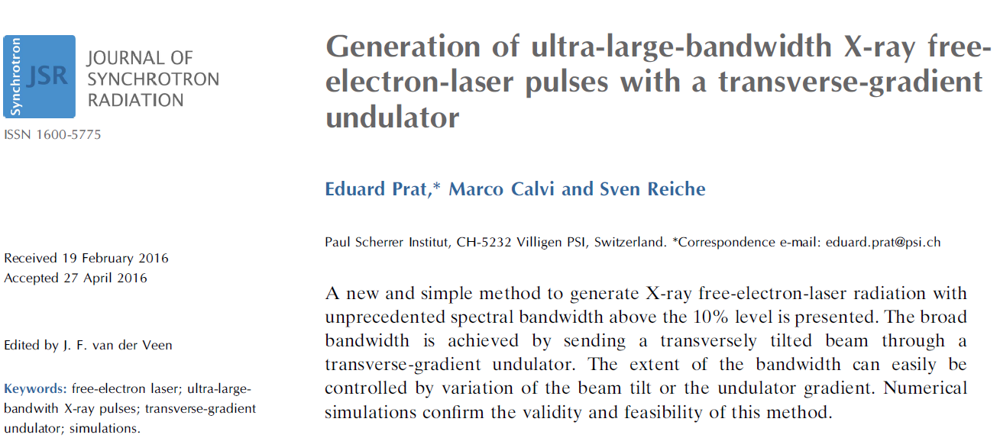 Synchrotron
JSR
JOURNAL OF
SYNCHROTRON
RADIATION
ISSN 1600-5775
Generation of ultra-large-bandwidth X-ray free-
electron-laser pulses with a transverse-gradient
undulator
Eduard Prat,* Marco Calvi and Sven Reiche
Paul Scherrer Institut, CH-5232 Villigen PSI, Switzerland. *Correspondence e-mail: eduard.prat@psi.ch
Received 19 February 2016
Accepted 27 April 2016
Edited by J. F. van der Veen
Keywords: free-electron laser; ultra-large-
bandwith X-ray pulses; transverse-gradient
undulator; simulations.
A new and simple method to generate X-ray free-electron-laser radiation with
unprecedented spectral bandwidth above the 10% level is presented. The broad
bandwidth is achieved by sending a transversely tilted beam through a
transverse-gradient undulator. The extent of the bandwidth can easily be
controlled by variation of the beam tilt or the undulator gradient. Numerical
simulations confirm the validity and feasibility of this method.